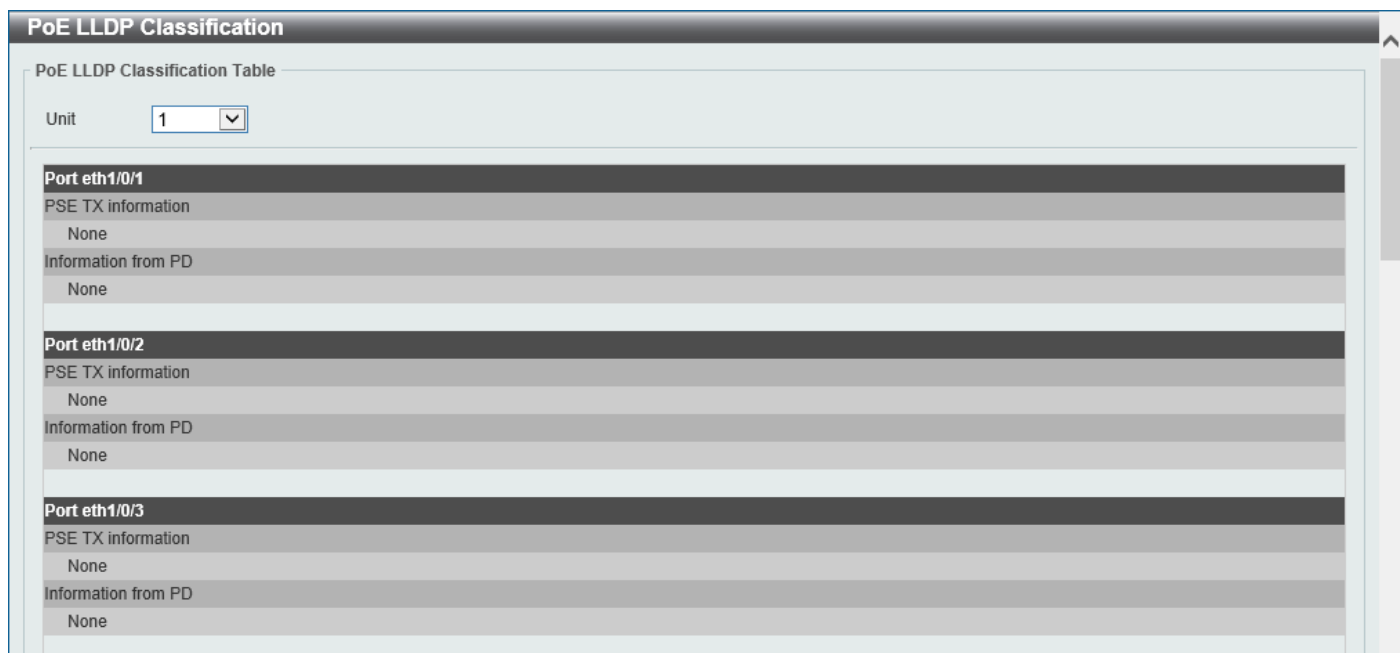 PoE LLDP Classification
PoE LLDP Classification Table
Unit 1
Port eth1/0/1
PSE TX information
None
Information from PD
None
Port eth1/0/2
PSE TX information
None
Information from PD
None
Port eth1/0/3
PSE TX information
None
Information from PD
None